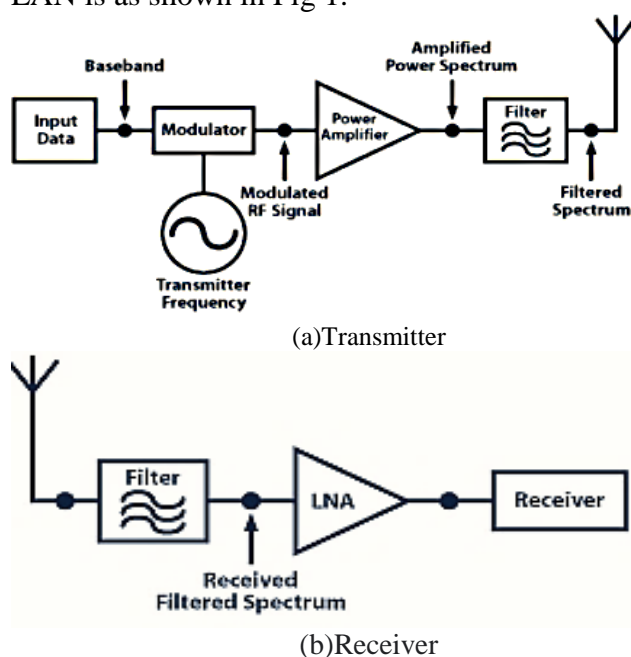 LAN is as shown in Fig 1.
Baseband
Amplified
Power Spectrum
Input
Data
Modulator
Power
Amplifier
Filter
Modulated
RF Signal
Filtered
Spectrum
Transmitter
Frequency
(a)Transmitter
Filter
LNA
Receiver
Received
Filtered Spectrum
(b)Receiver